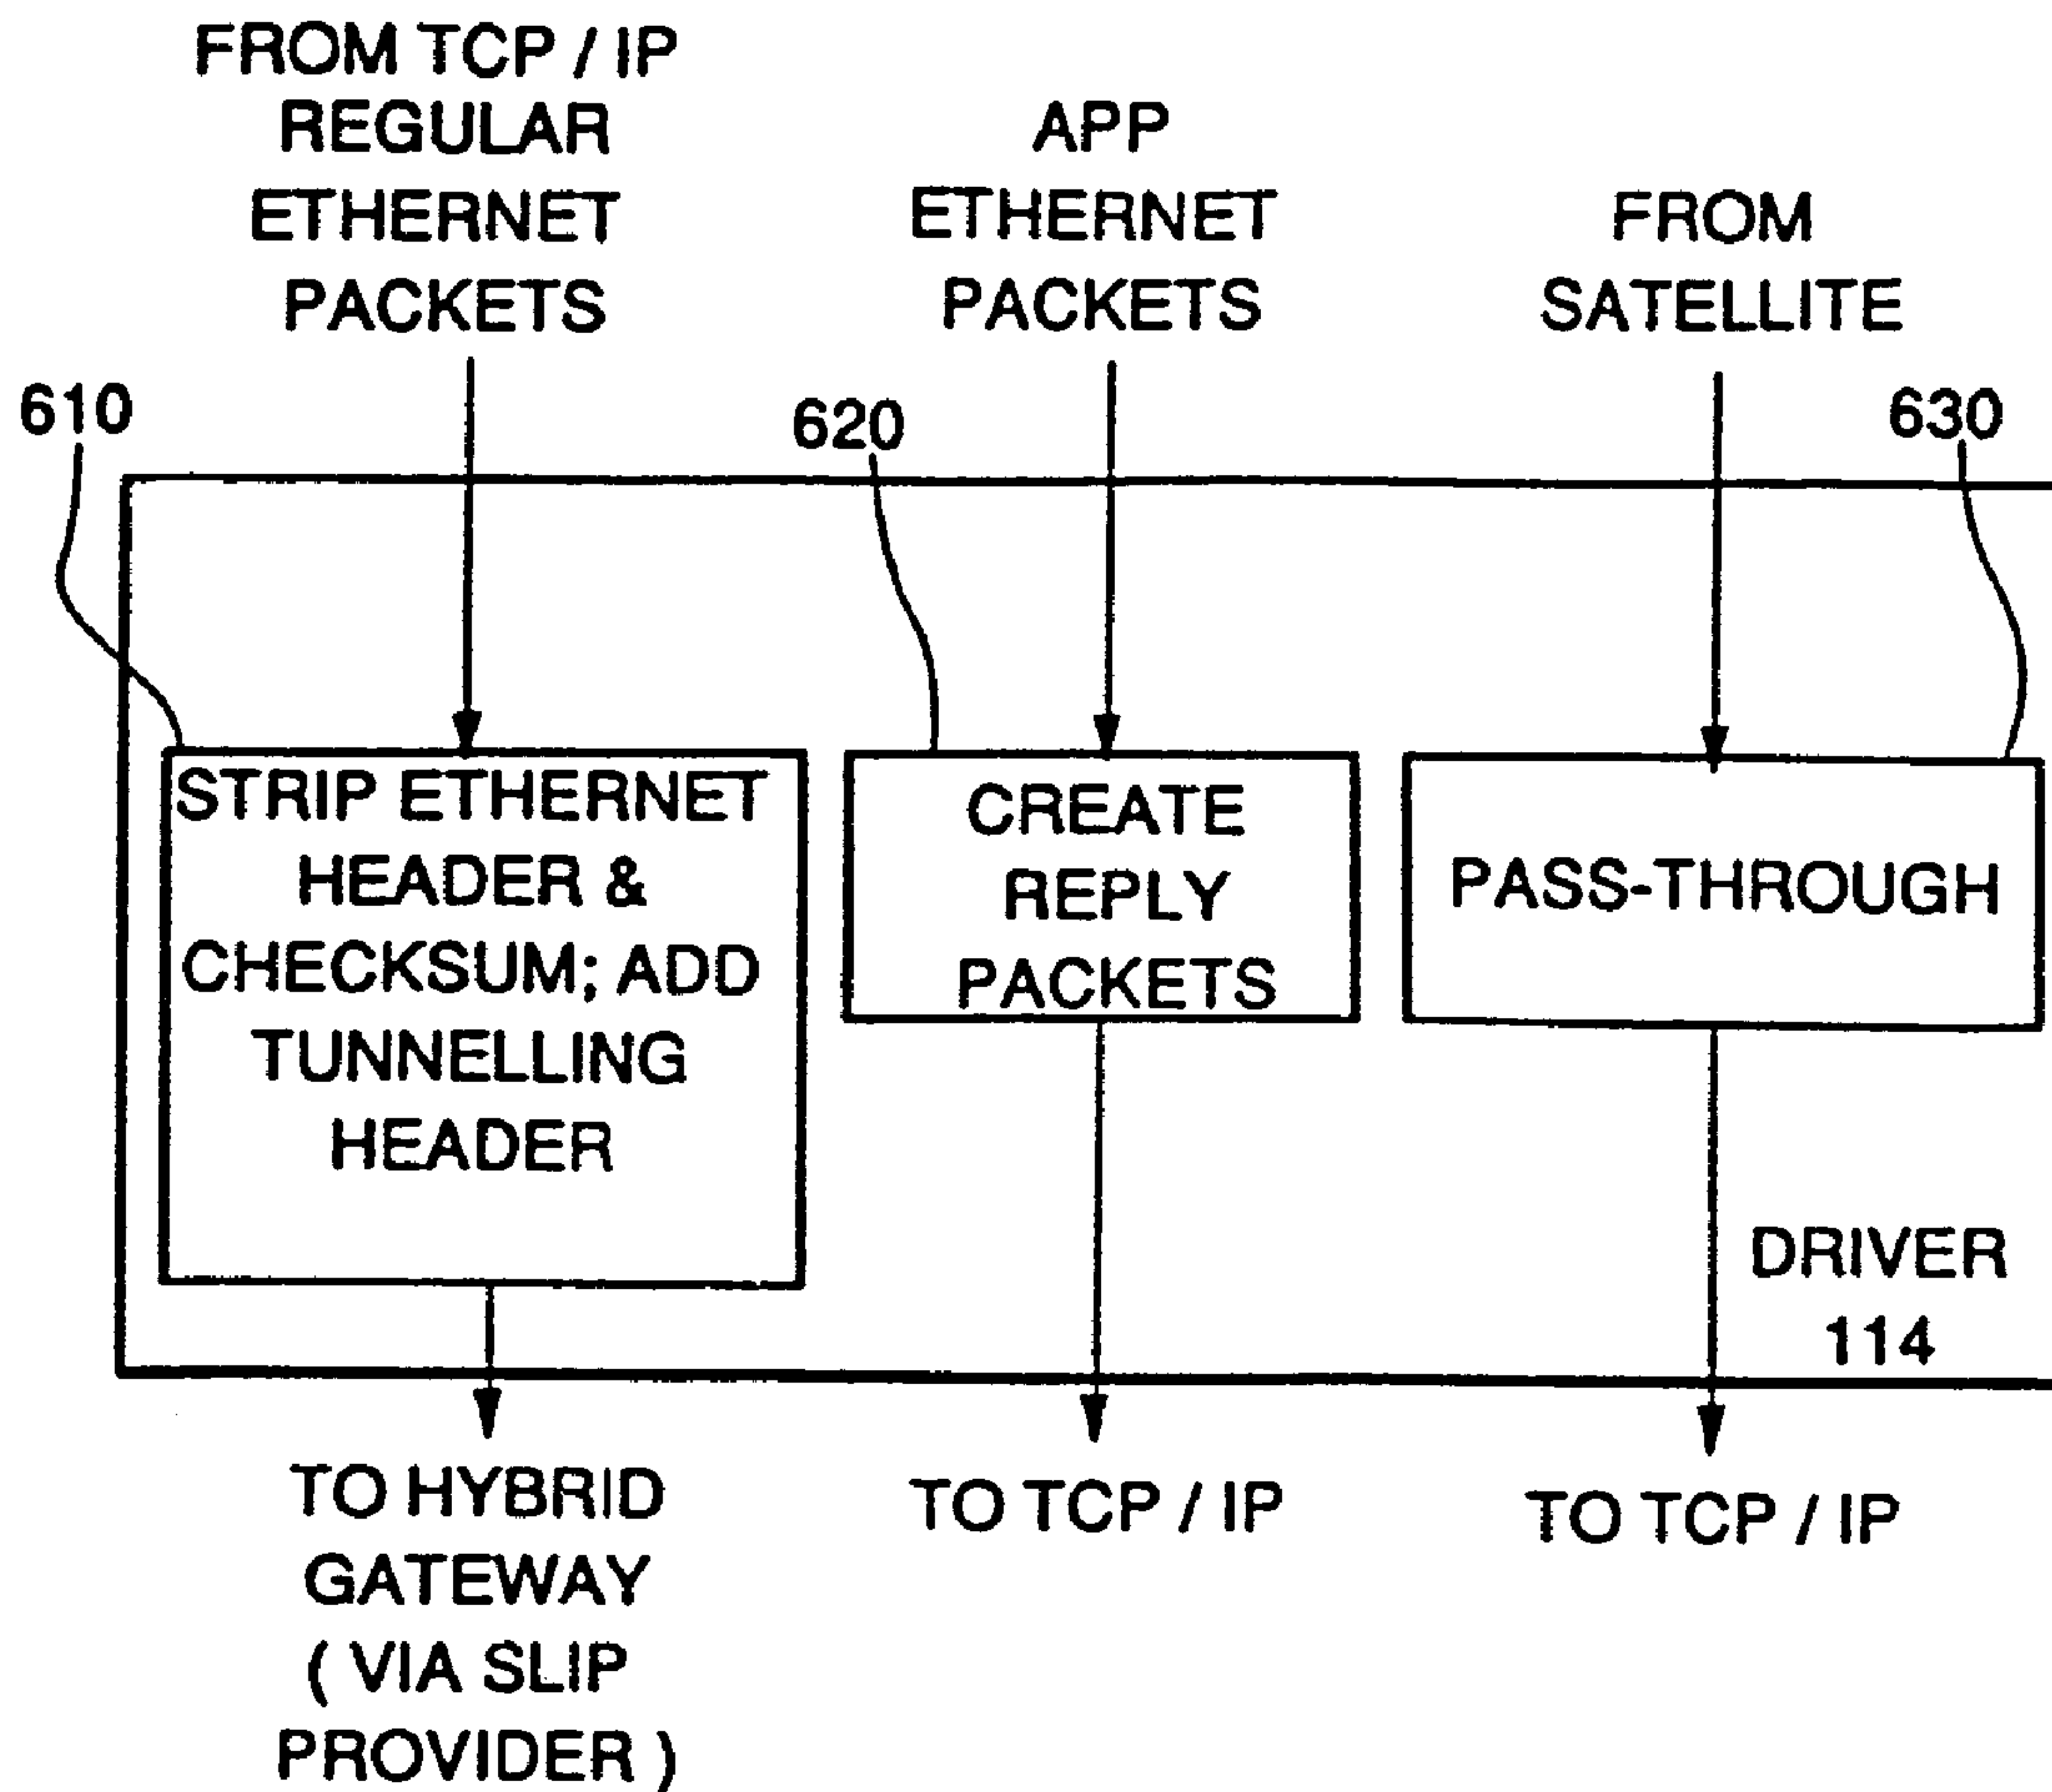 FROM TCP / IP
REGULAR
ETHERNET
PACKETS
APP
ETHERNET
PACKETS
FROM
SATELLITE
610
620
630
STRIP ETHERNET
HEADER &
CHECKSUM; ADD
TUNNELLING
HEADER
CREATE
REPLY
PACKETS
PASS-THROUGH
DRIVER
114
TO HYBRID
GATEWAY
( VIA SLIP
PROVIDER )
TO TCP / IP
TO TCP / IP